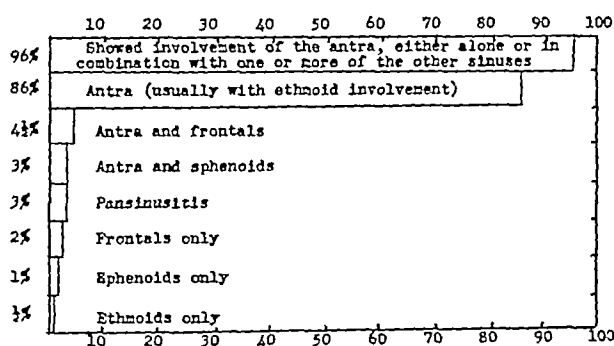 10 20 30 40 50 60 70 80 90 100
96% Showed involvement of the antra, either alone or in
combination with one or more of the other sinuses
86% Antra (usually with ethmoid involvement)
4½% Antra and frontals
3% Antra and sphenoids
3% Pansinusitis
2% Frontals only
1% Sphenoids only
½% Ethmoids only
10 20 30 40 50 60 70 80 90 100